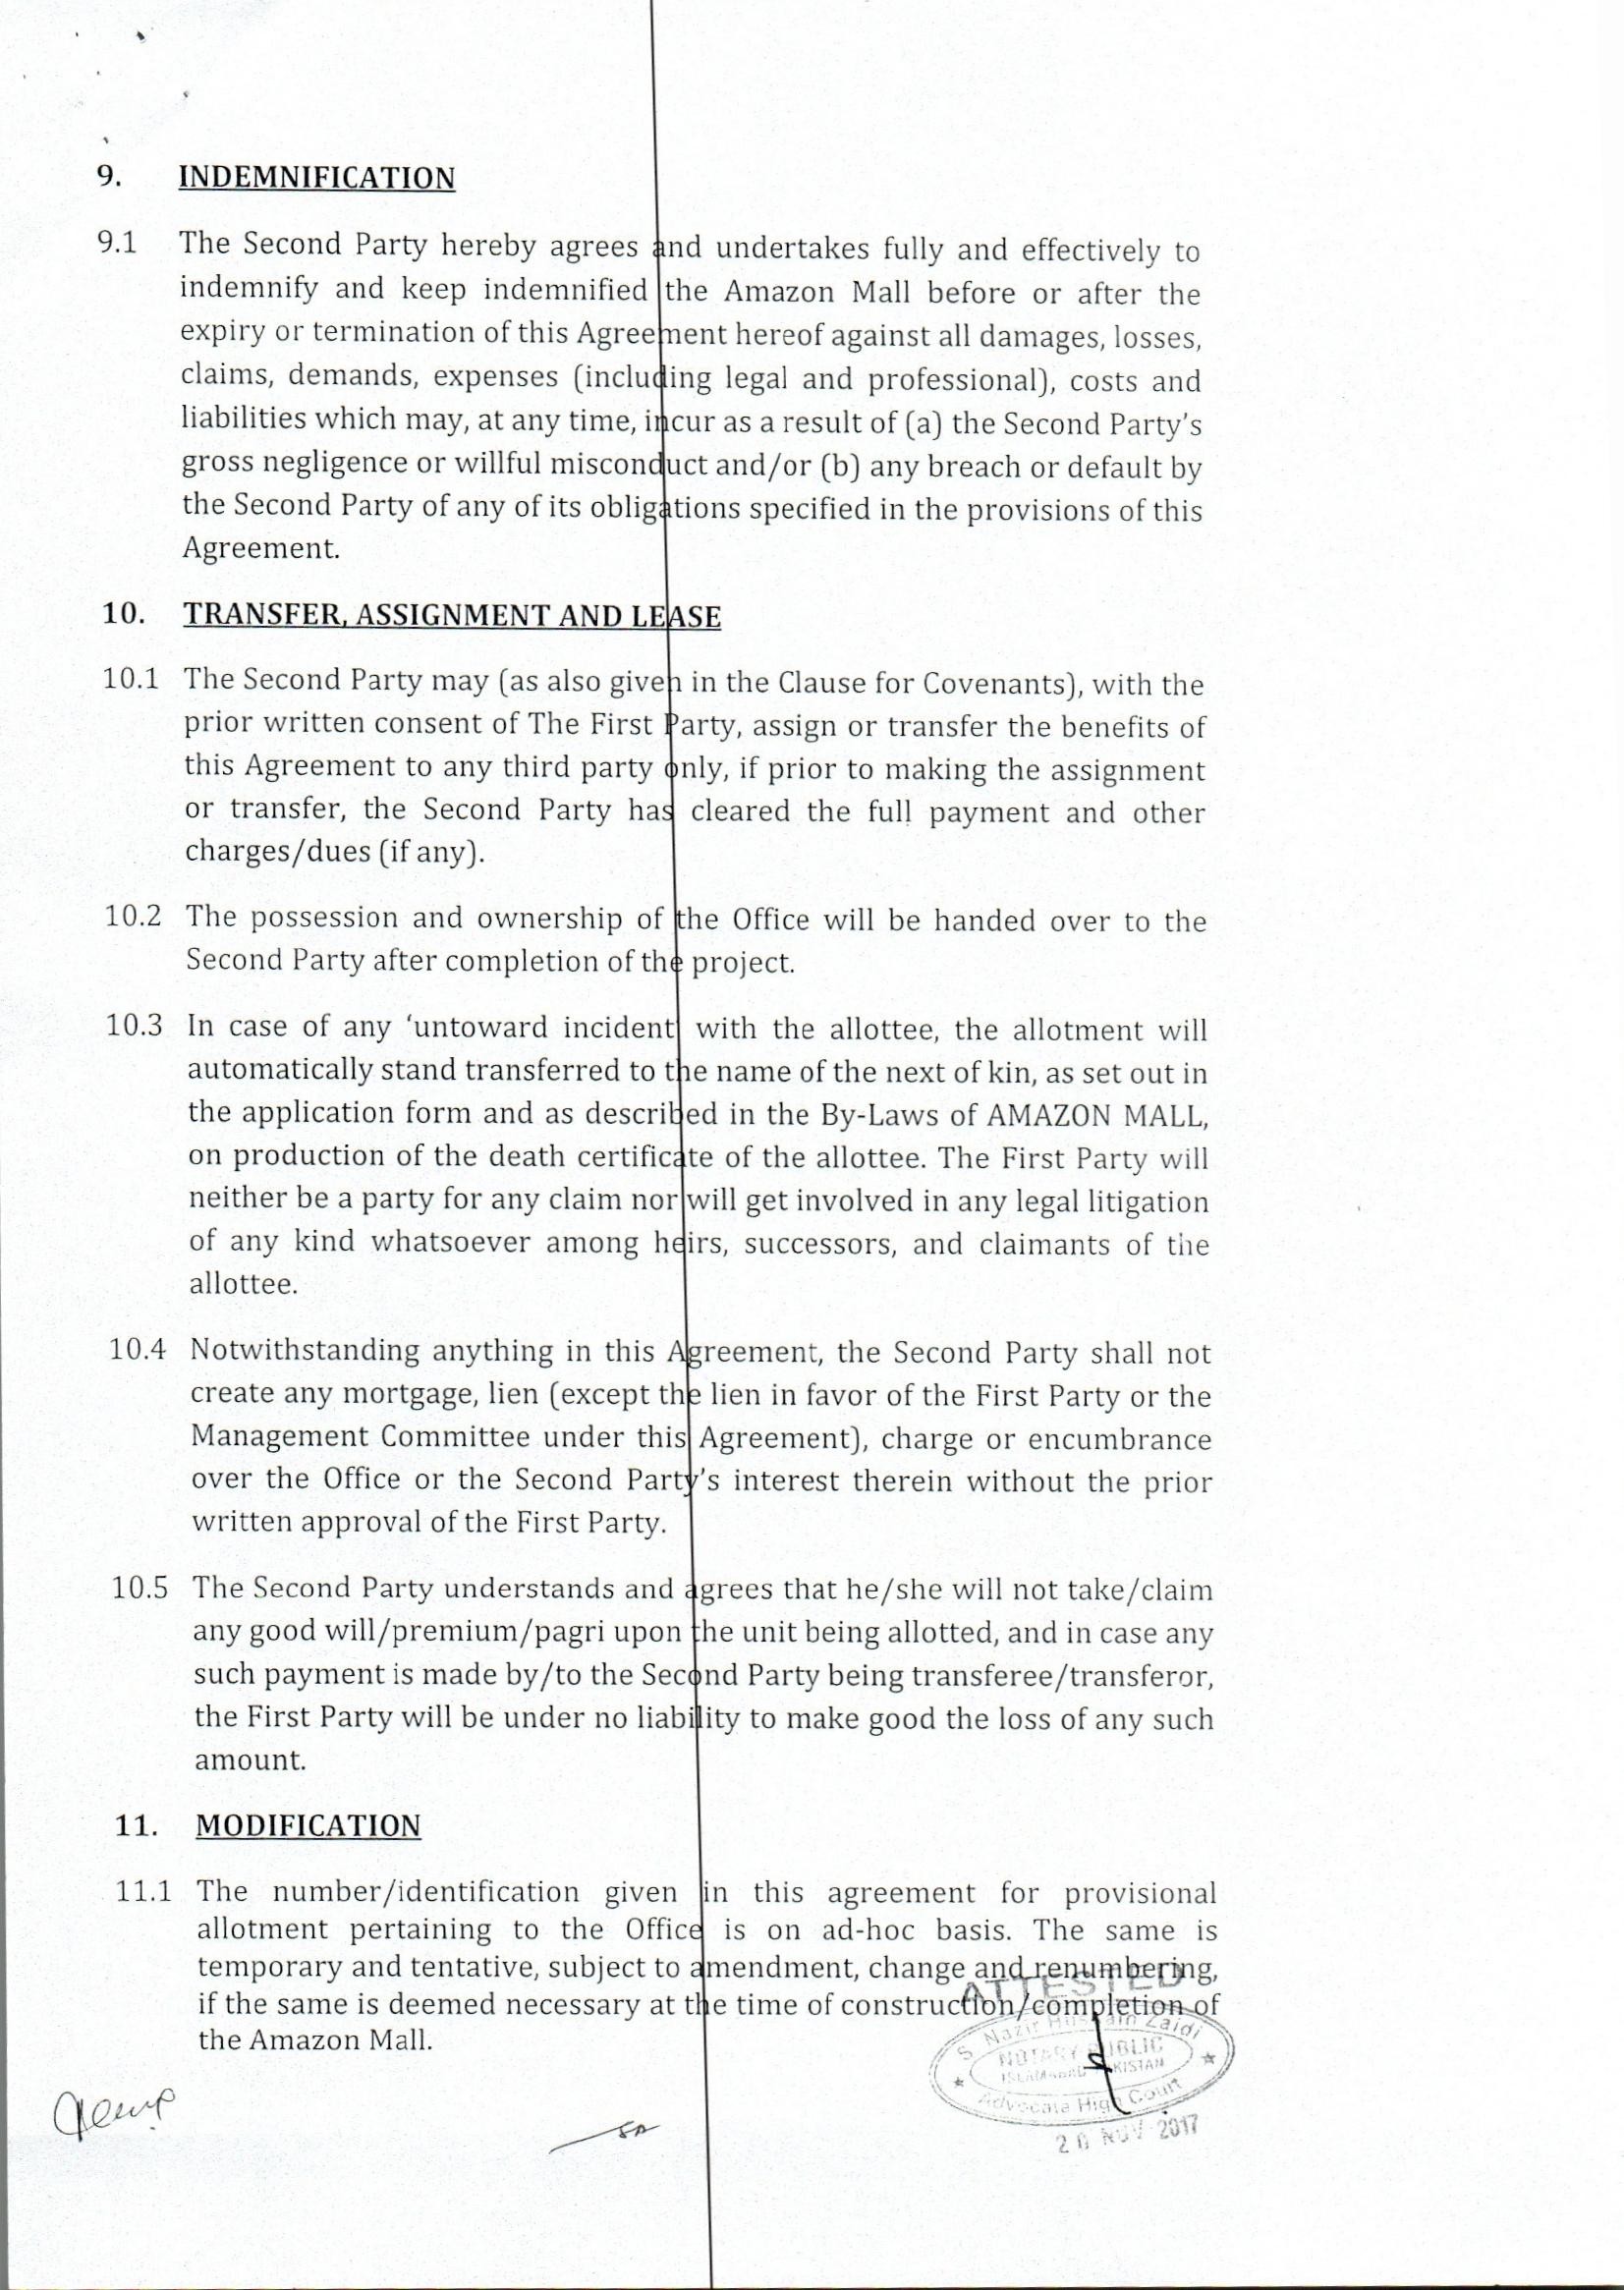 9. INDEMNIFICATION
9.1 The Second Party hereby agrees and undertakes fully and effectively to
indemnify and keep indemnified the Amazon Mall before or after the
expiry or termination of this Agreement hereof against all damages, losses,
claims, demands, expenses (including legal and professional), costs and
liabilities which may, at any time, incur as a result of (a) the Second Party's
gross negligence or willful misconduct and/or (b) any breach or default by
the Second Party of any of its obligations specified in the provisions of this
Agreement.
10. TRANSFER, ASSIGNMENT AND LEASE
10.1 The Second Party may (as also given in the Clause for Covenants), with the
prior written consent of The First Party, assign or transfer the benefits of
this Agreement to any third party only, if prior to making the assignment
or transfer, the Second Party has cleared the full payment and other
charges/dues (if any).
10.2 The possession and ownership of the Office will be handed over to the
Second Party after completion of the project.
10.3 In case of any ‘untoward incident with the allottee, the allotment will
automatically stand transferred to the name of the next of kin, as set out in
the application form and as described in the By-Laws of AMAZON MALL,
on production of the death certificate of the allottee. The First Party will
neither be a party for any claim nor will get involved in any legal litigation
of any kind whatsoever among heirs, successors, and claimants of the
allottee.
10.4 Notwithstanding anything in this Agreement, the Second Party shall not
create any mortgage, lien (except the lien in favor of the First Party or the
Management Committee under this Agreement), charge or encumbrance
over the Office or the Second Party's interest therein without the prior
written approval of the First Party.
10.5 The Second Party understands and agrees that he/she will not take/claim
any good will/premium/pagri upon the unit being allotted, and in case any
such payment is made by/to the Second Party being transferee/transferor,
the First Party will be under no liability to make good the loss of any such
amount.
11. MODIFICATION
11.1 The number/identification given in this agreement for provisional
allotment pertaining to the Office is on ad-hoc basis. The same is
temporary and tentative, subject to amendment, change and renumbering,
if the same is deemed necessary at the time of construction/completion of
the Amazon Mall.
ATTESTED
S Nazir Hussain Zaidi
NOTARY PUBLIC
ISLAMABAD PAKISTAN
Advocate High Court
20 NOV 2017